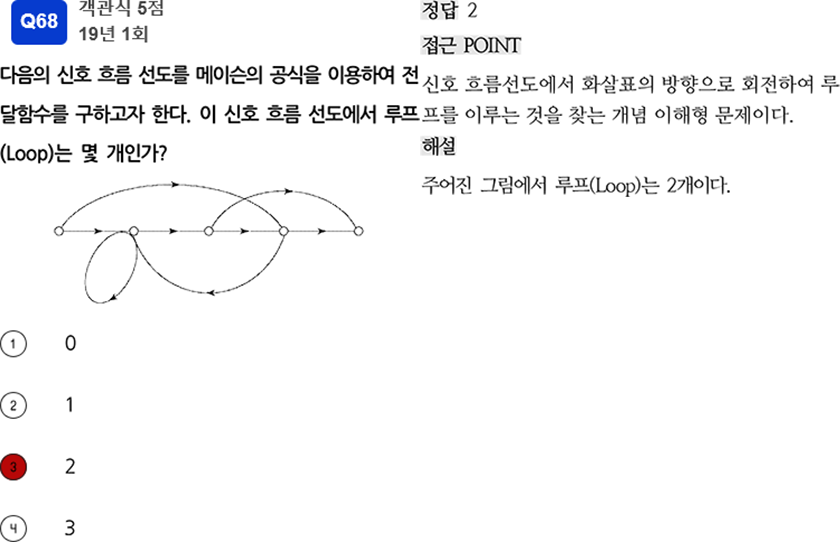 Q68
객관식 5점
19년 1회
다음의 신호 흐름 선도를 메이슨의 공식을 이용하여 전
달함수를 구하고자 한다. 이 신호 흐름 선도에서 루프
(Loop)는 몇 개인가?
1 0
2 1
3 2
4 3
정답 2
접근 POINT
신호 흐름선도에서 화살표의 방향으로 회전하여 루
프를 이루는 것을 찾는 개념 이해형 문제이다.
해설
주어진 그림에서 루프(Loop)는 2개이다.